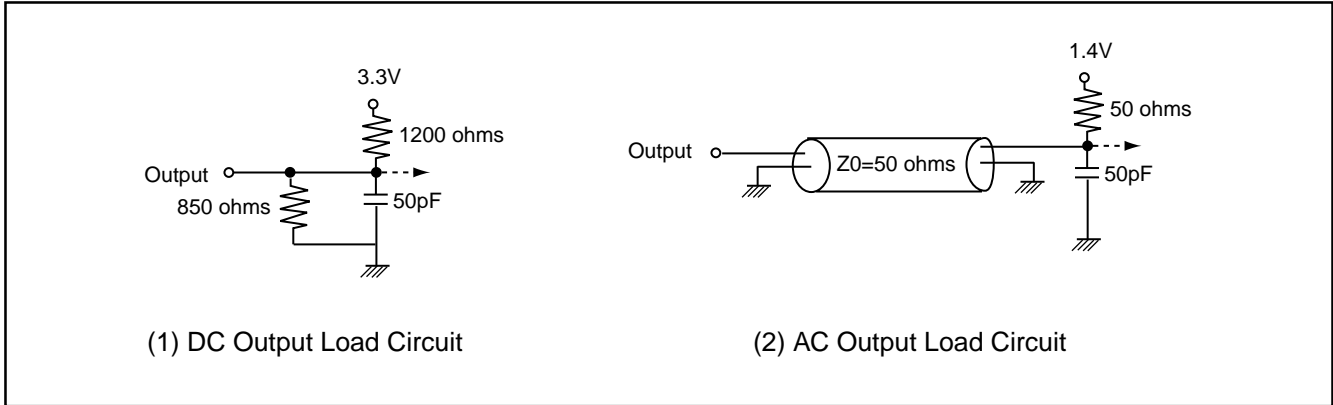 3.3V
1200 ohms
Output
850 ohms
50pF
(1) DC Output Load Circuit
1.4V
50 ohms
Output
Z0=50 ohms
50pF
(2) AC Output Load Circuit